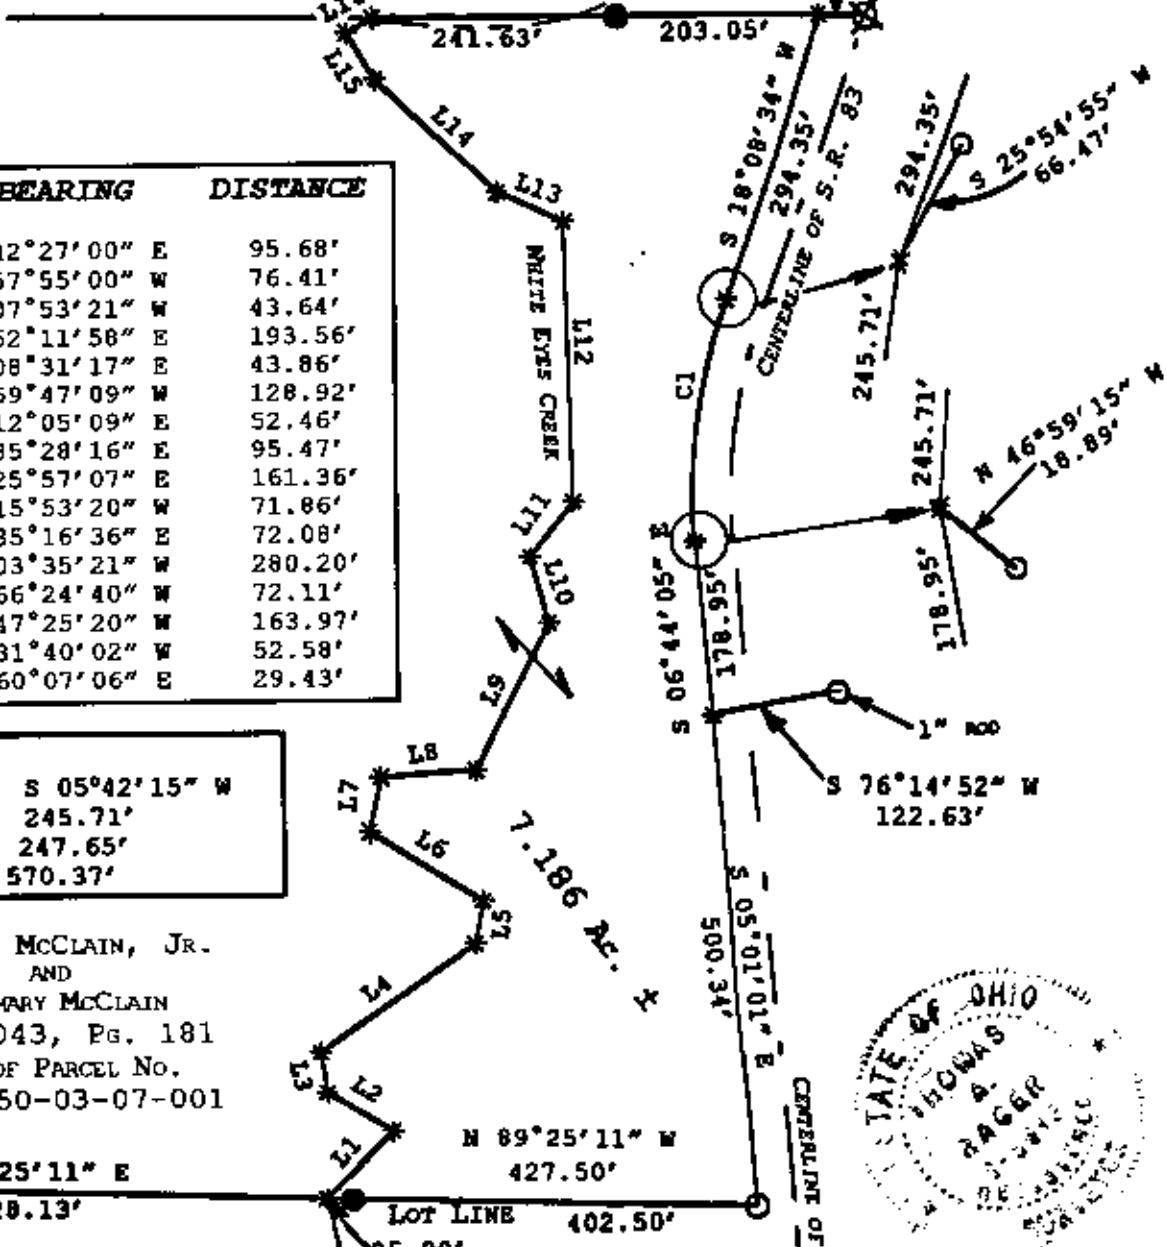 241.63'
203.05'
L15
L14
L13
S 18°08'34" W
294.35'
CENTERLINE OF S.R. 83
294.35'
S 25°54'55" W
66.47'
BEARING DISTANCE
12°27'00" E 95.68'
57°55'00" W 76.41'
07°53'21" W 43.64'
52°11'58" E 193.56'
08°31'17" E 43.86'
59°47'09" W 128.92'
12°05'09" E 52.46'
85°28'16" E 95.47'
25°57'07" E 161.36'
15°53'20" W 71.86'
35°16'36" E 72.08'
03°35'21" W 280.20'
66°24'40" W 72.11'
47°25'20" W 163.97'
31°40'02" W 52.58'
60°07'06" E 29.43'
WHITE EYES CREEK
L12
C1
245.71'
245.71'
N 46°59'15" W
18.89'
178.95'
L11
L10
L9
S 06°44'05" E
178.95'
1" ROD
S 76°14'52" W
122.63'
L8
L7
L6
L5
L4
L3
L2
L1
7.186 Ac. ±
S 05°42'15" W
245.71'
247.65'
570.37'
S 05°01'01" E
500.34'
McCLAIN, JR.
AND
MARY McCLAIN
043, PG. 181
OF PARCEL NO.
50-03-07-001
N 89°25'11" W
427.50'
25'11" E
28.13'
LOT LINE 402.50'
CENTERLINE OF
STATE OF OHIO
THOMAS
A.